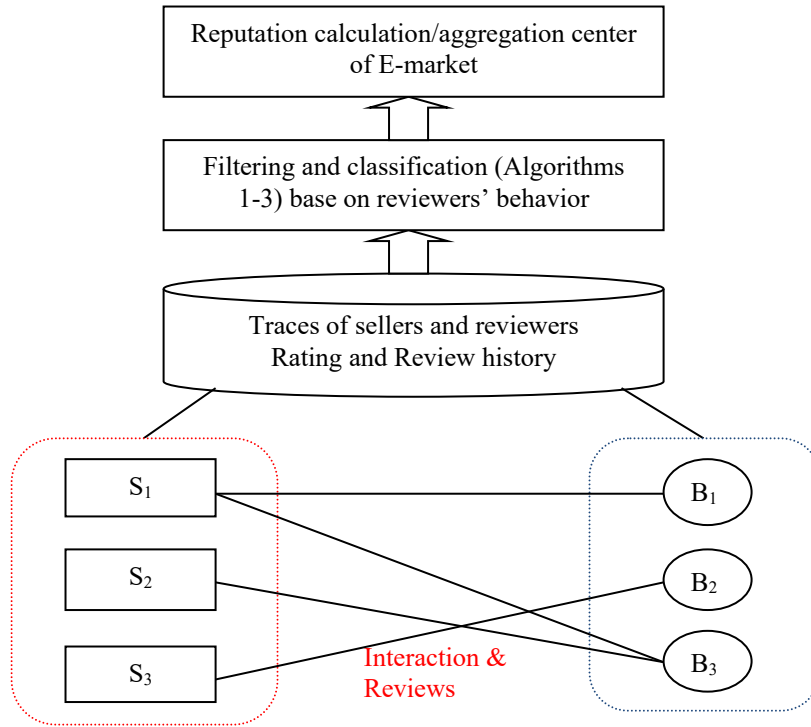 Reputation calculation/aggregation center
of E-market
Filtering and classification (Algorithms
1-3) base on reviewers’ behavior
Traces of sellers and reviewers
Rating and Review history
S₁
B₁
S₂
B₂
S₃
B₃
Interaction &
Reviews